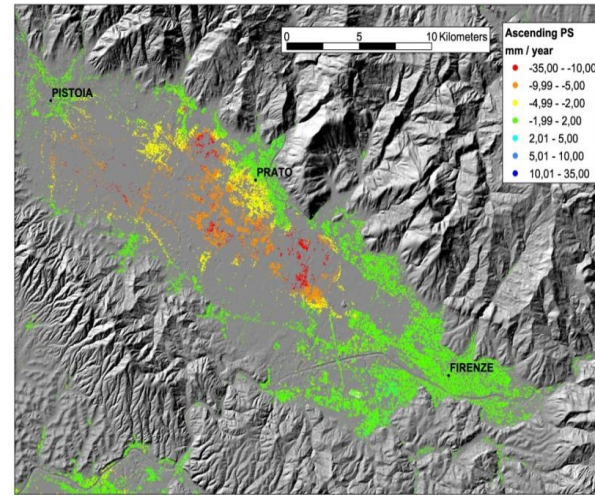 0 5 10 Kilometers
Ascending PS
mm / year
-35,00 - -10,00
-9,99 - -5,00
-4,99 - -2,00
-1,99 - 2,00
2,01 - 5,00
5,01 - 10,00
10,01 - 35,00
PISTOIA
PRATO
FIRENZE